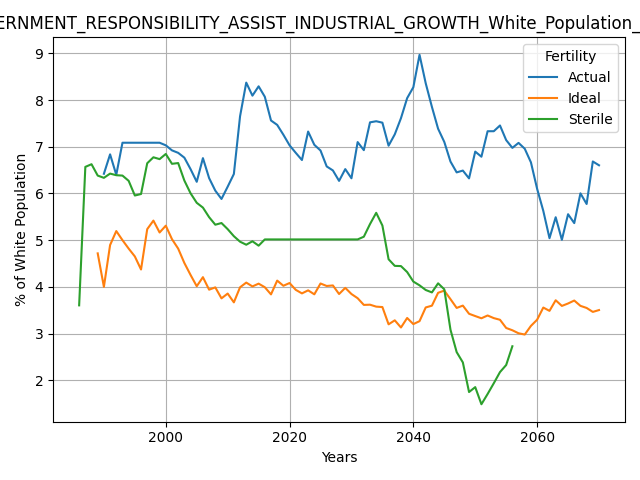 ERNMENT_RESPONSIBILITY_ASSIST_INDUSTRIAL_GROWTH_White_Population_
Fertility
Actual
Ideal
Sterile
% of White Population
9
8
7
6
5
4
3
2
2000 2020 2040 2060
Years